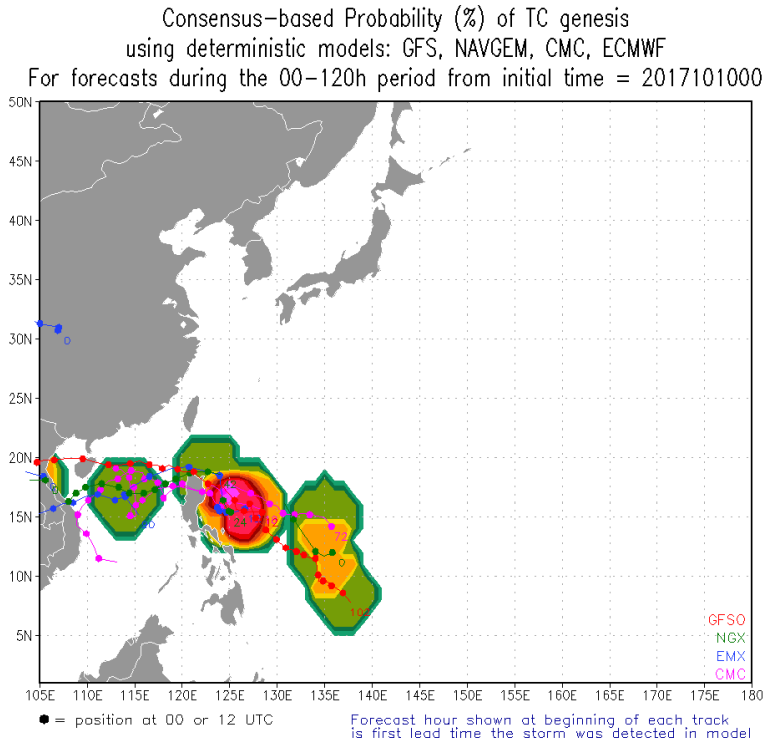 Consensus-based Probability (%) of TC genesis
using deterministic models: GFS, NAVGEM, CMC, ECMWF
For forecasts during the 00-120h period from initial time = 2017101000
50N
45N
40N
35N
30N
25N
20N
15N
10N
5N
0
24
12
72
0
GFSO
NGX
EMX
CMC
105E 110E 115E 120E 125E 130E 135E 140E 145E 150E 155E 160E 165E 170E 175E 180
= position at 00 or 12 UTC
Forecast hour shown at beginning of each track
is first lead time the storm was detected in model